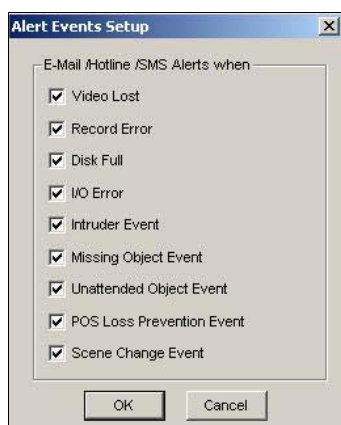 Alert Events Setup
E-Mail /Hotline /SMS Alerts when
Video Lost
Record Error
Disk Full
I/O Error
Intruder Event
Missing Object Event
Unattended Object Event
POS Loss Prevention Event
Scene Change Event
OK Cancel